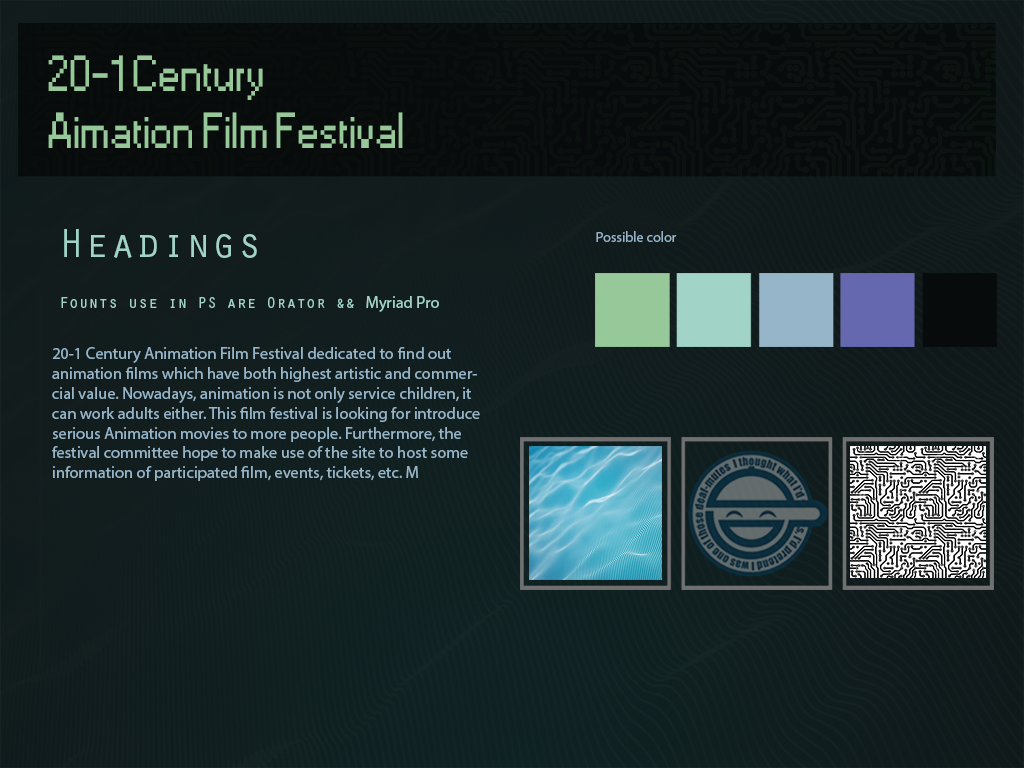 20-1 Century
Aimation Film Festival
HEADINGS
FOUNTS USE IN PS ARE ORATOR && Myriad Pro
20-1 Century Animation Film Festival dedicated to find out
animation films which have both highest artistic and commer-
cial value. Nowadays, animation is not only service children, it
can work adults either. This film festival is looking for introduce
serious Animation movies to more people. Furthermore, the
festival committee hope to make use of the site to host some
information of participated film, events, tickets, etc. M
Possible color
I thought what I'd
s. I'd pretend I was one of those deaf-mutes